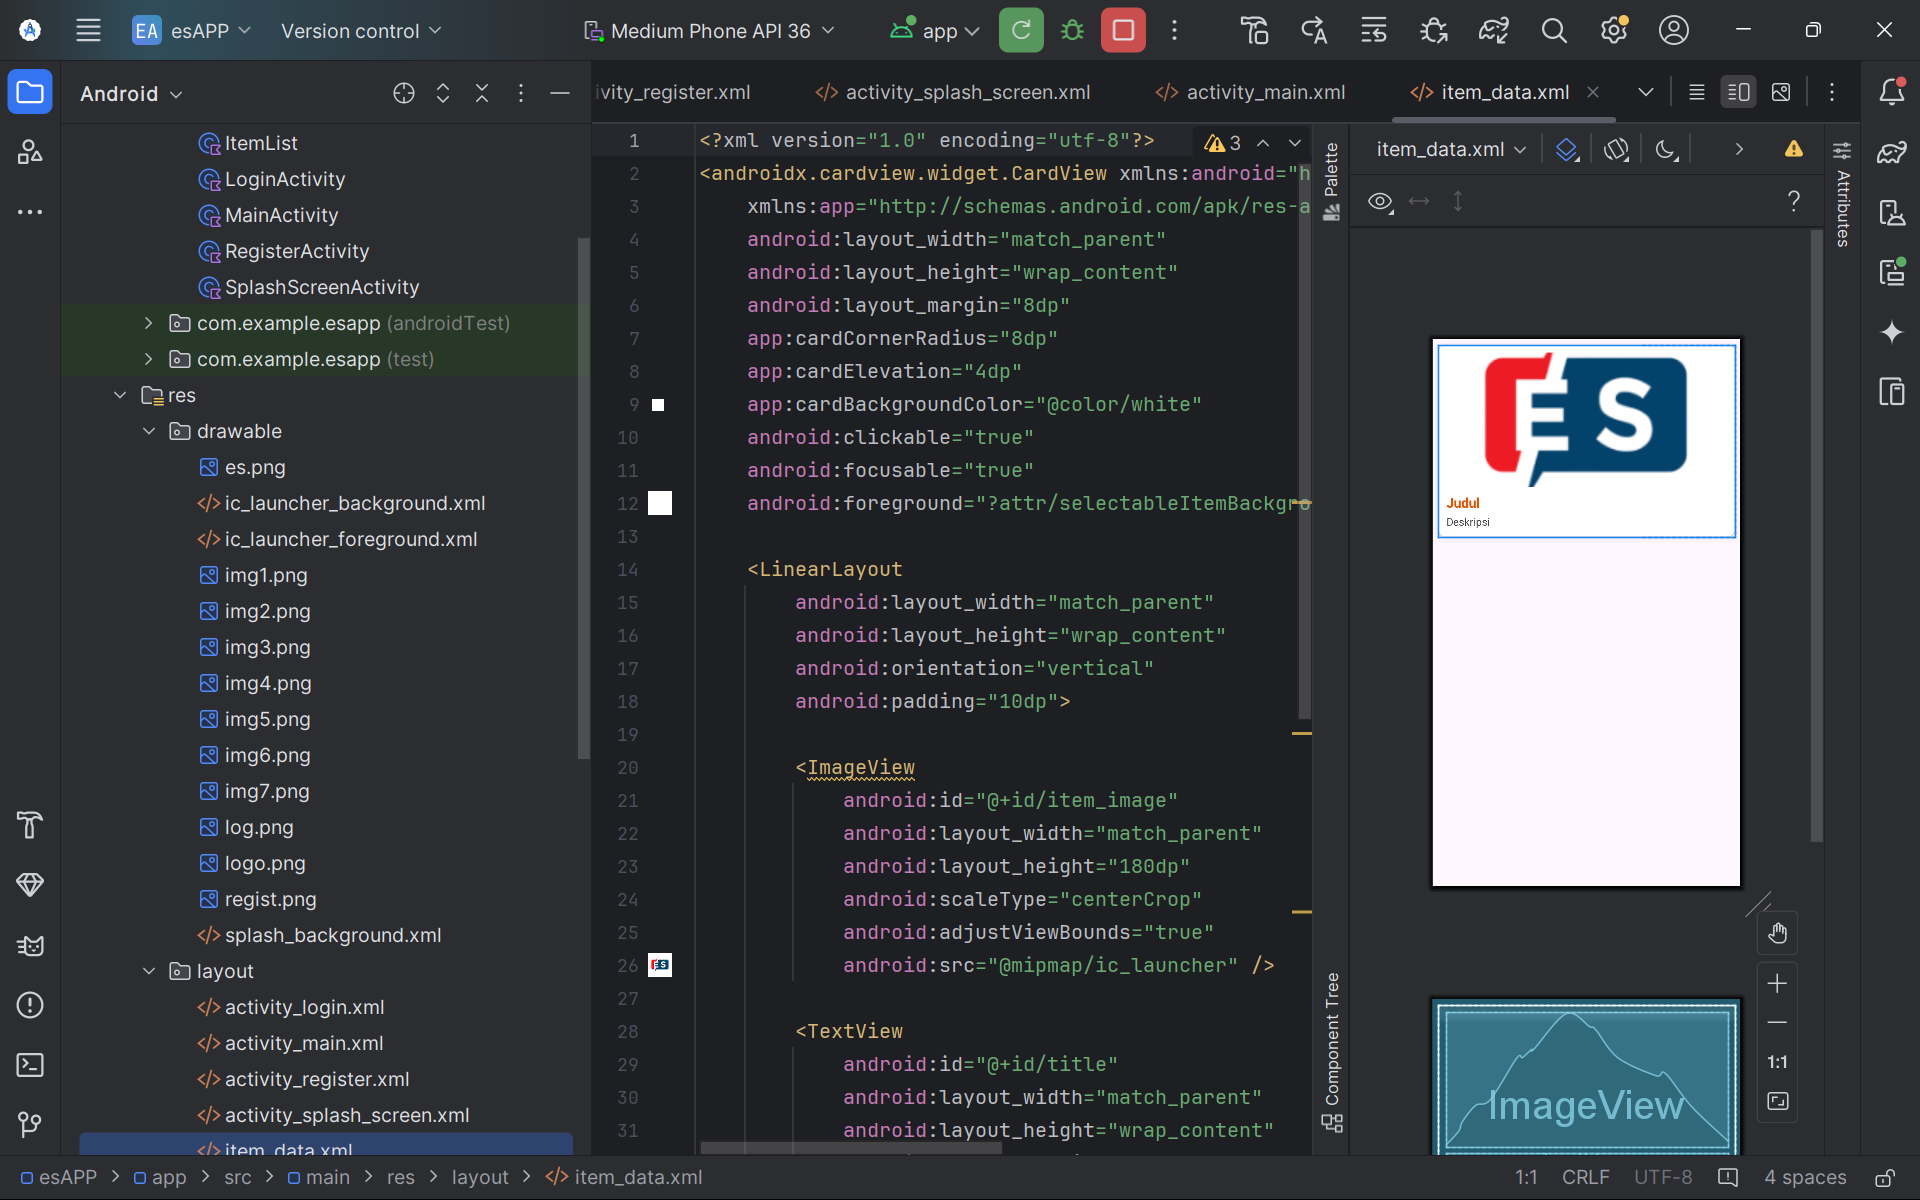 EA esAPP Version control Medium Phone API 36 app
Android
ivity_register.xml activity_splash_screen.xml activity_main.xml item_data.xml
ItemList
LoginActivity
MainActivity
RegisterActivity
SplashScreenActivity
com.example.esapp (androidTest)
com.example.esapp (test)
res
drawable
es.png
ic_launcher_background.xml
ic_launcher_foreground.xml
img1.png
img2.png
img3.png
img4.png
img5.png
img6.png
img7.png
log.png
logo.png
regist.png
splash_background.xml
layout
activity_login.xml
activity_main.xml
activity_register.xml
activity_splash_screen.xml
item_data.xml
1 <?xml version="1.0" encoding="utf-8"?>
3
2 <androidx.cardview.widget.CardView xmlns:android="h
3 xmlns:app="http://schemas.android.com/apk/res-a
4 android:layout_width="match_parent"
5 android:layout_height="wrap_content"
6 android:layout_margin="8dp"
7 app:cardCornerRadius="8dp"
8 app:cardElevation="4dp"
9 app:cardBackgroundColor="@color/white"
10 android:clickable="true"
11 android:focusable="true"
12 android:foreground="?attr/selectableItemBackgro
13
14 <LinearLayout
15 android:layout_width="match_parent"
16 android:layout_height="wrap_content"
17 android:orientation="vertical"
18 android:padding="10dp">
19
20 <ImageView
21 android:id="@+id/item_image"
22 android:layout_width="match_parent"
23 android:layout_height="180dp"
24 android:scaleType="centerCrop"
25 android:adjustViewBounds="true"
26 android:src="@mipmap/ic_launcher" />
ES
27
28 <TextView
29 android:id="@+id/title"
30 android:layout_width="match_parent"
31 android:layout_height="wrap_content"
Palette
Component Tree
item_data.xml
?
Attributes
ES
Judul
Deskripsi
ImageView
1:1
esAPP > app > src > main > res > layout > item_data.xml
1:1 CRLF UTF-8 4 spaces